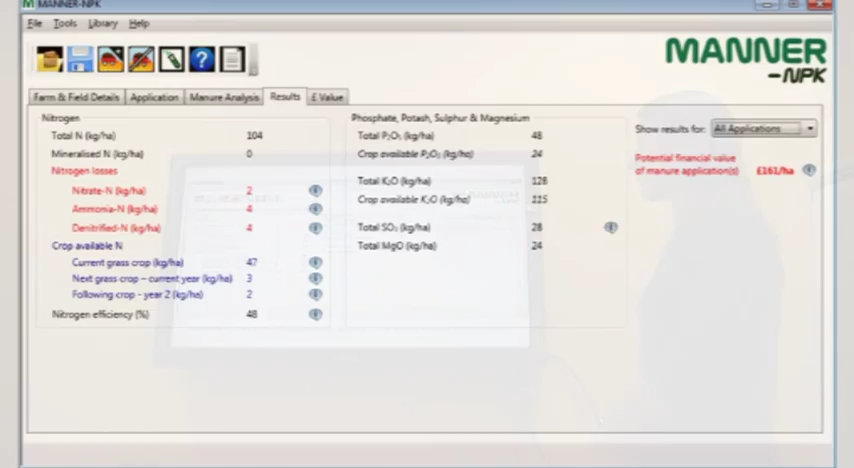 MANNER-NPK
File Tools Library Help
MANNER
-NPK
Farm & Field Details Application Manure Analysis Results £ Value
Nitrogen
Total N (kg/ha) 104
Mineralised N (kg/ha) 0
Nitrogen losses
Nitrate-N (kg/ha) 2
Ammonia-N (kg/ha) 4
Denitrified-N (kg/ha) 4
Crop available N
Current grass crop (kg/ha) 47
Next grass crop – current year (kg/ha) 3
Following crop - year 2 (kg/ha) 2
Nitrogen efficiency (%) 48
Phosphate, Potash, Sulphur & Magnesium
Total P₂O₅ (kg/ha) 48
Crop available P₂O₅ (kg/ha) 24
Total K₂O (kg/ha) 128
Crop available K₂O (kg/ha) 115
Total SO₃ (kg/ha) 28
Total MgO (kg/ha) 24
Show results for: All Applications
Potential financial value
of manure application(s) £161/ha